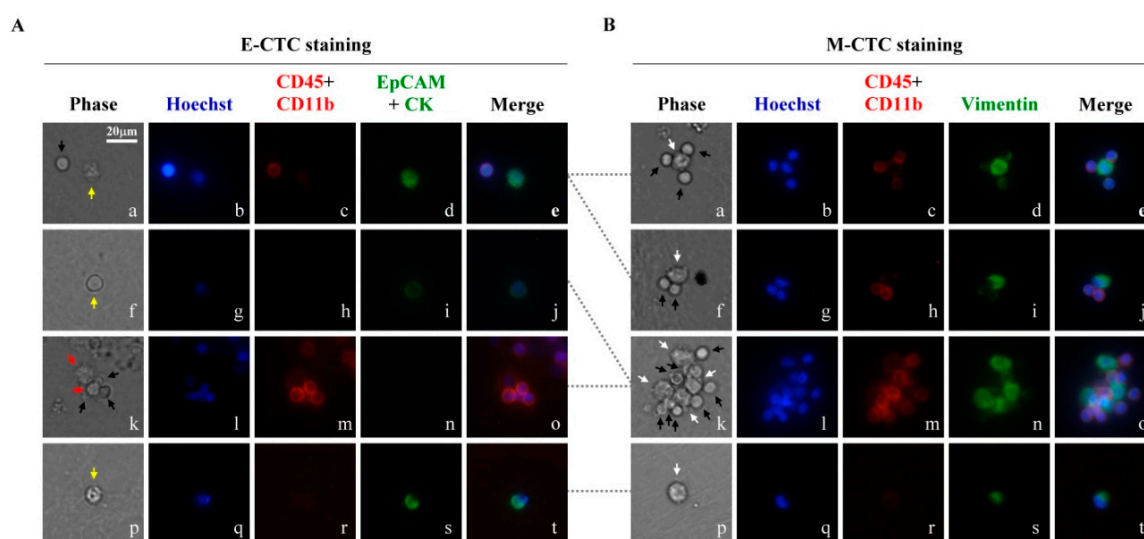 A
B
E-CTC staining
M-CTC staining
CD45+ EpCAM
CD45+
Phase Hoechst CD11b + CK Merge
Phase Hoechst CD11b Vimentin Merge
20μm
a b c d e
a b c d e
f g h i j
f g h i j
k l m n o
k l m n o
p q r s t
p q r s t